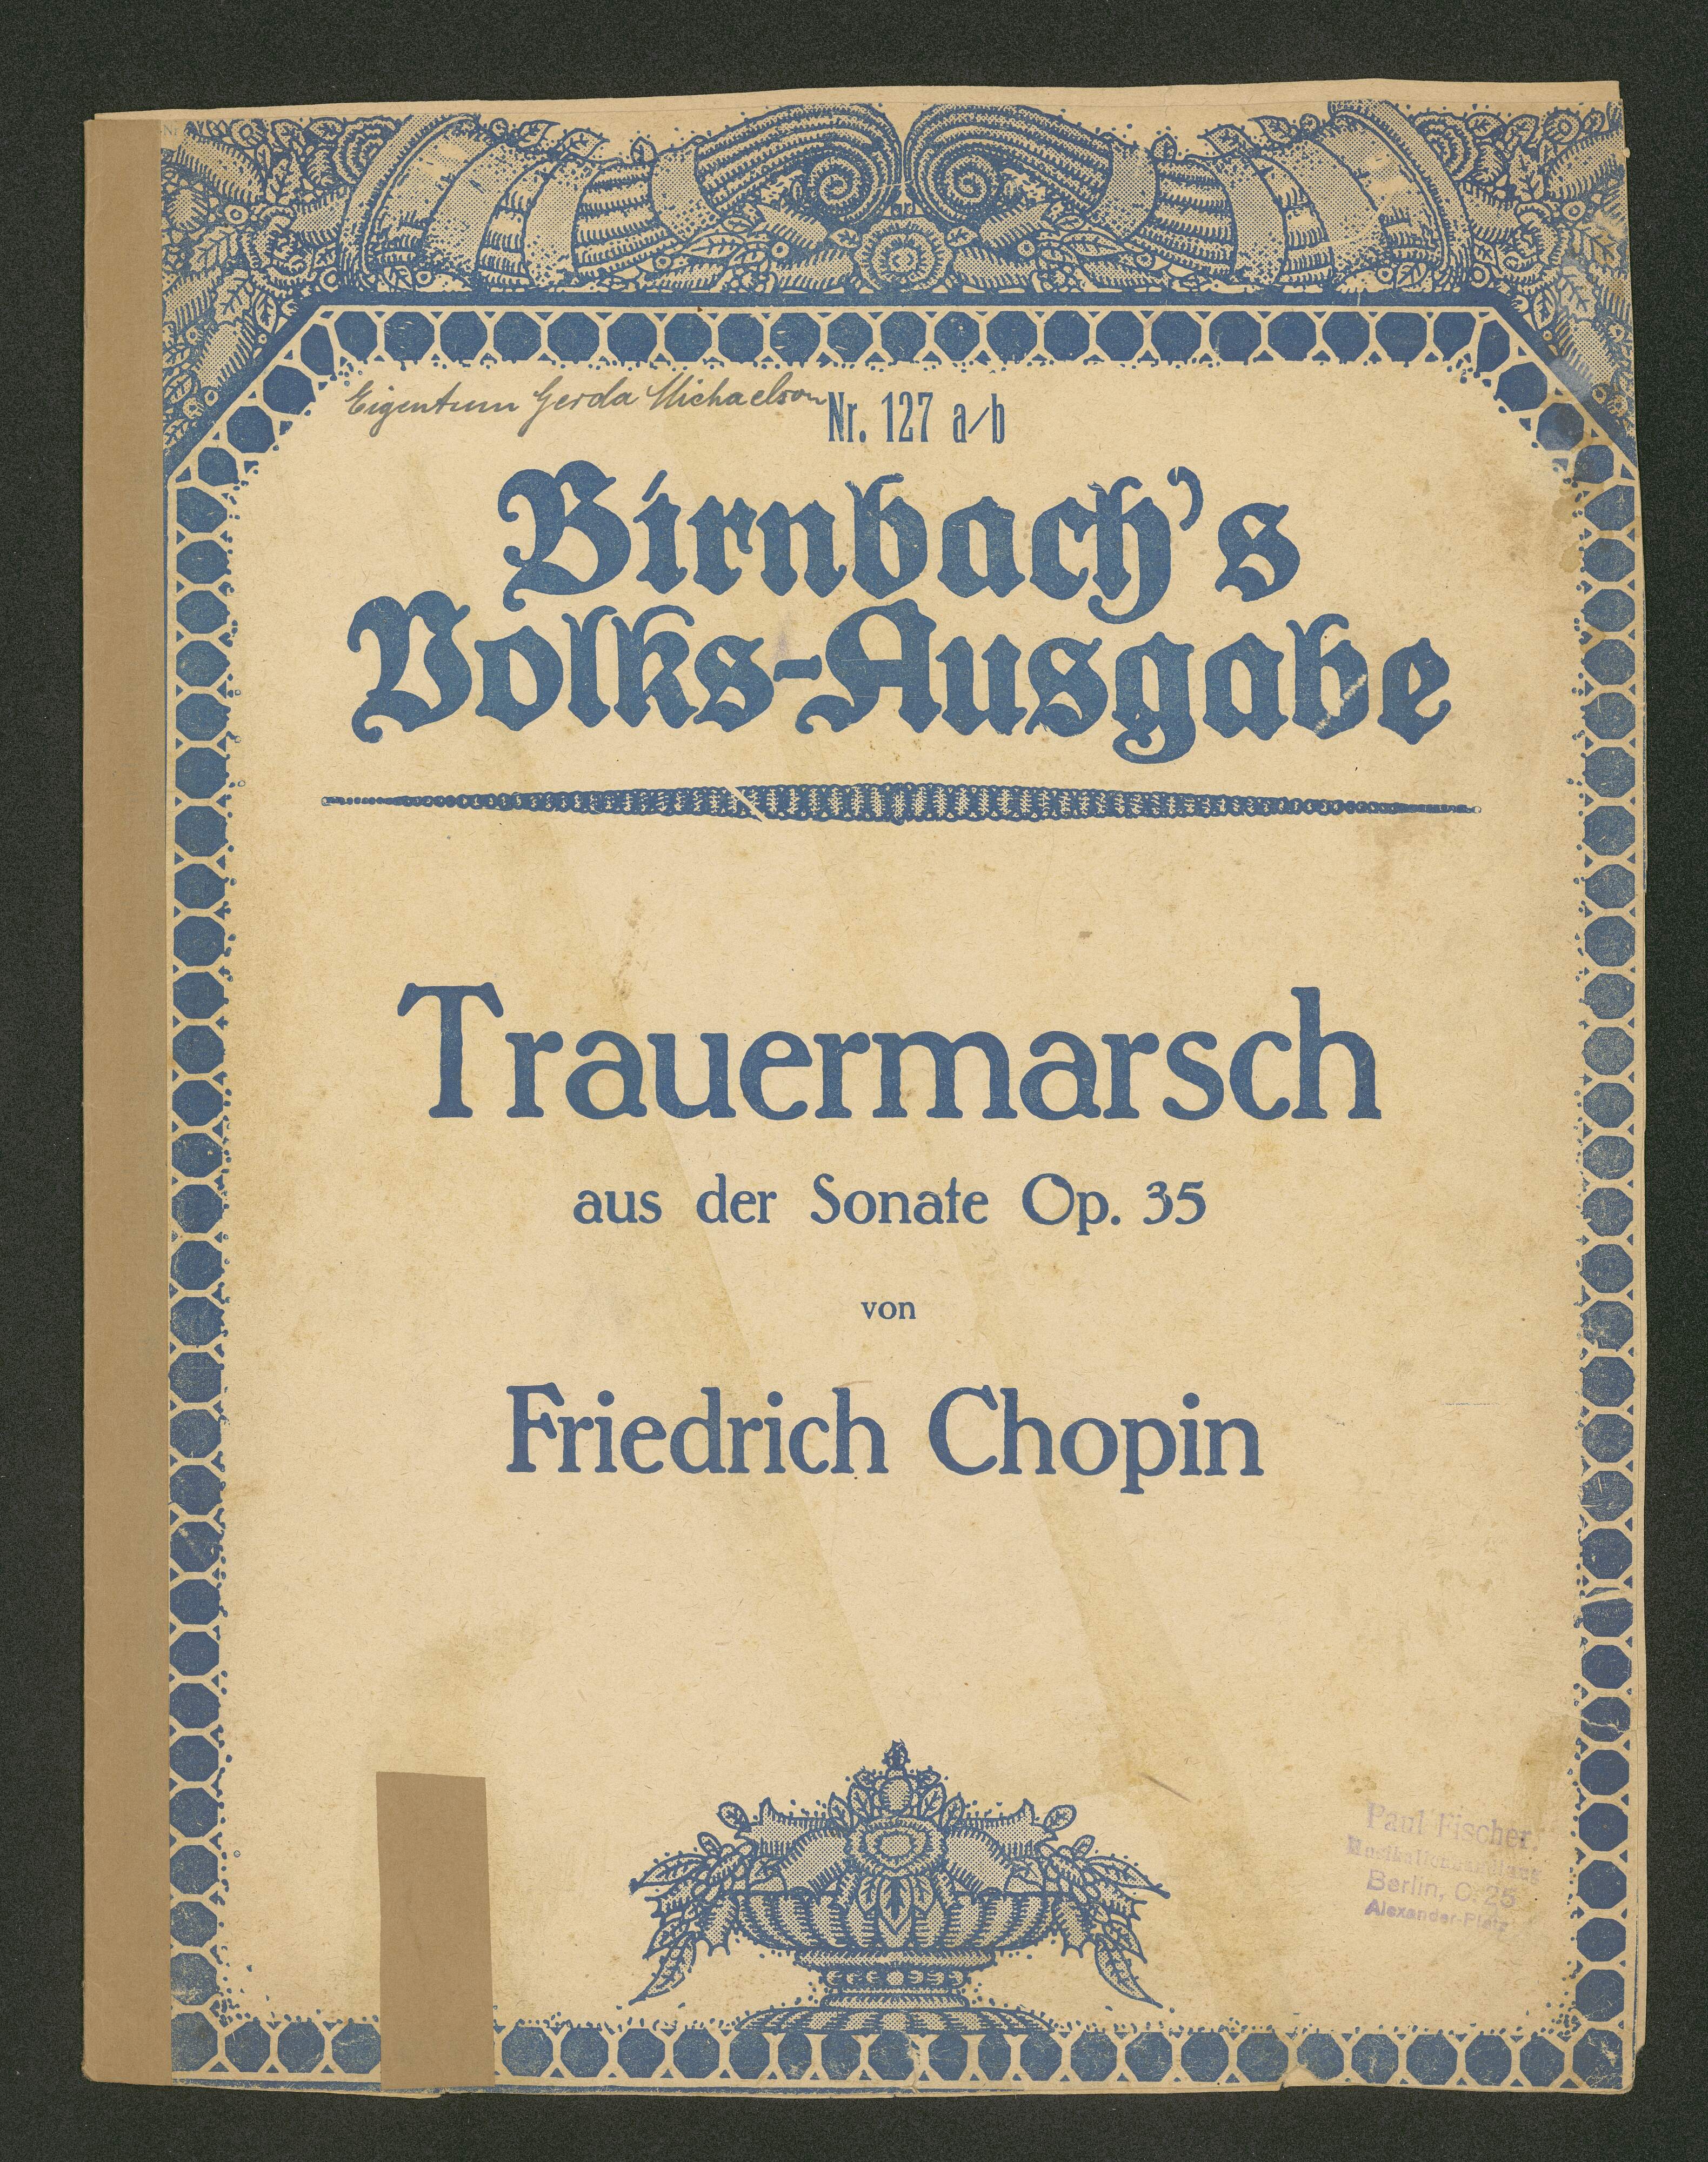 Eigentum Gerda Michaelson
Nr. 127 a/b
Birnbach's
Volks-Ausgabe
Trauermarsch
aus der Sonate Op. 35
von
Friedrich Chopin
Paul Fischer,
Musikalienhandlung
Berlin, C. 25
Alexander-Platz